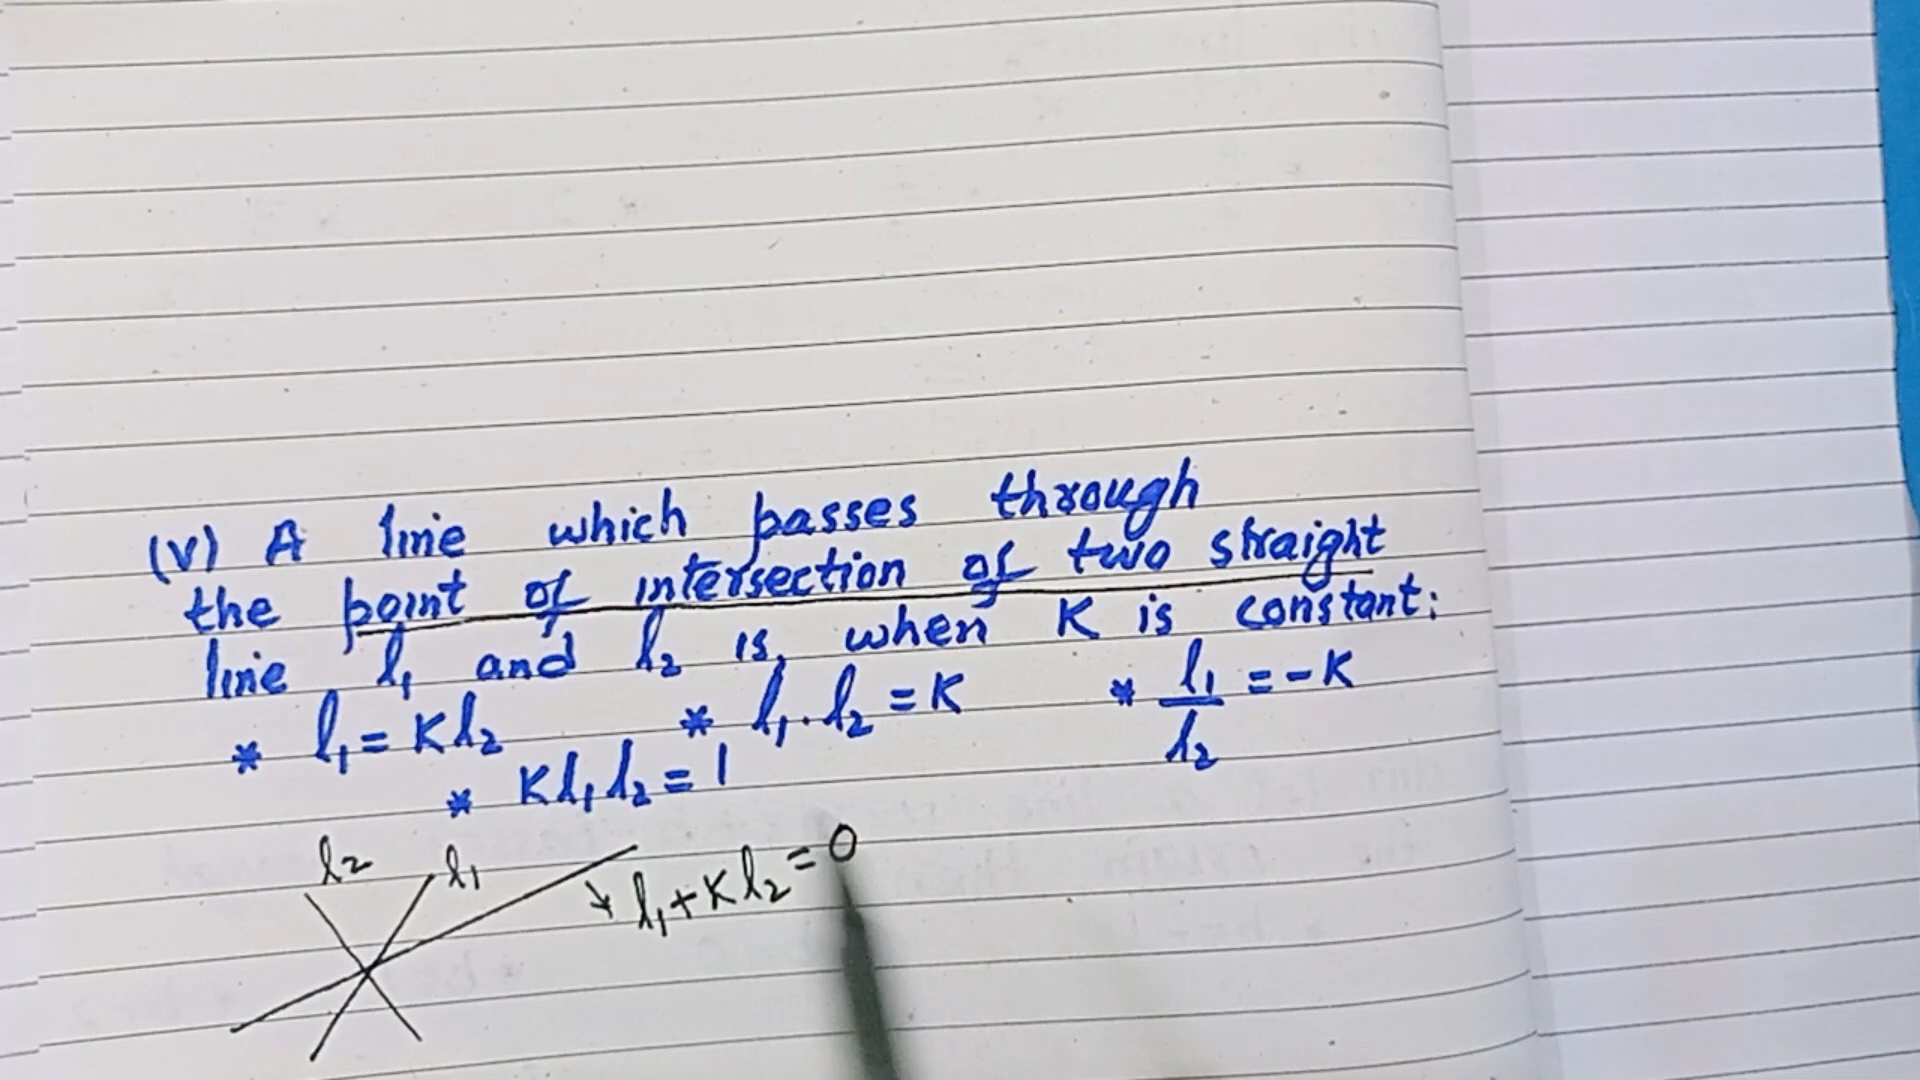 (V) A line which passes through
the point of intersection of two straight
line l₁ and l₂ is, when K is constant:
* l₁ = Kl₂ * l₁.l₂ = K * l₁/l₂ = -K
* Kl₁l₂ = 1
l₂ l₁
l₁+Kl₂=0